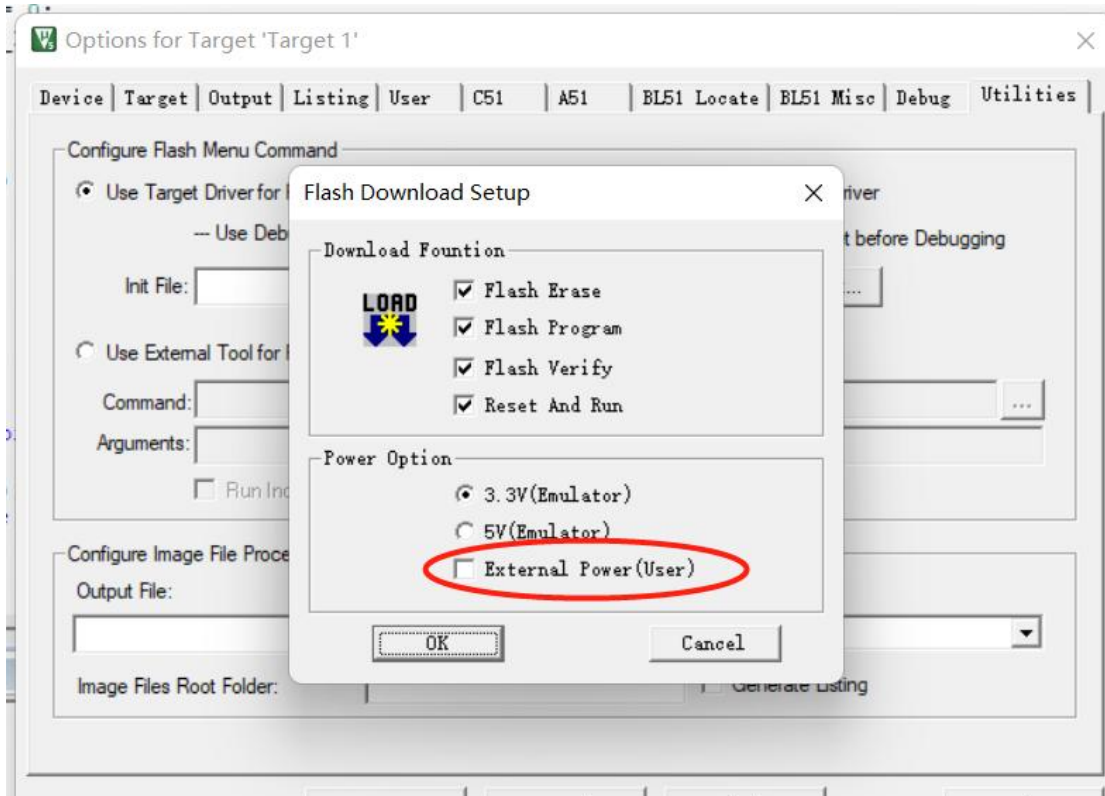 Options for Target 'Target 1'
Device Target Output Listing User C51 A51 BL51 Locate BL51 Misc Debug Utilities
Configure Flash Menu Command
Use Target Driver for
--- Use Deb
Init File:
Use External Tool for
Command:
...
Arguments:
Run Inc
Configure Image File Proce
Output File:
Image Files Root Folder:
river
t before Debugging
...
Generate Listing
Flash Download Setup
Download Fountion
LOAD
Flash Erase
Flash Program
Flash Verify
Reset And Run
Power Option
3.3V(Emulator)
5V(Emulator)
External Power(User)
OK Cancel